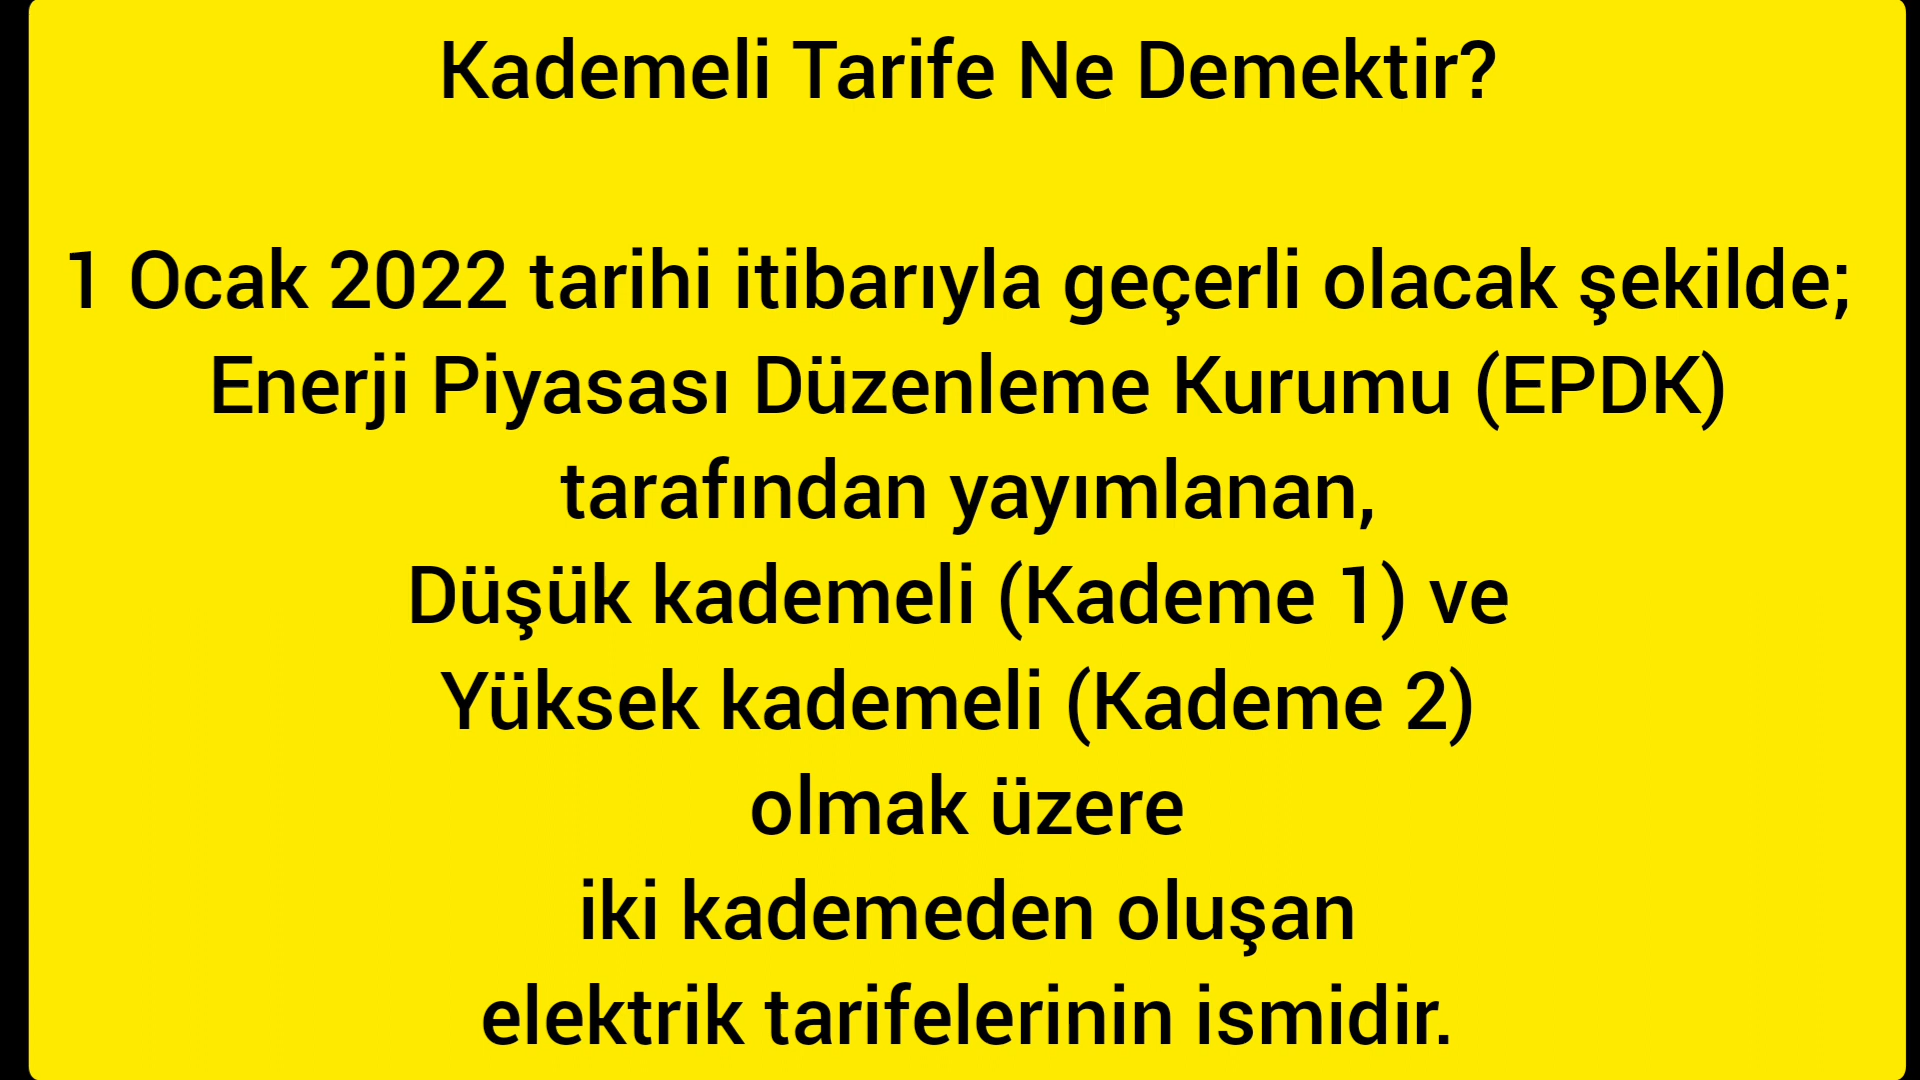 Kademeli Tarife Ne Demektir?
1 Ocak 2022 tarihi itibarıyla geçerli olacak şekilde;
Enerji Piyasası Düzenleme Kurumu (EPDK)
tarafından yayımlanan,
Düşük kademeli (Kademe 1) ve
Yüksek kademeli (Kademe 2)
olmak üzere
iki kademeden oluşan
elektrik tarifelerinin ismidir.